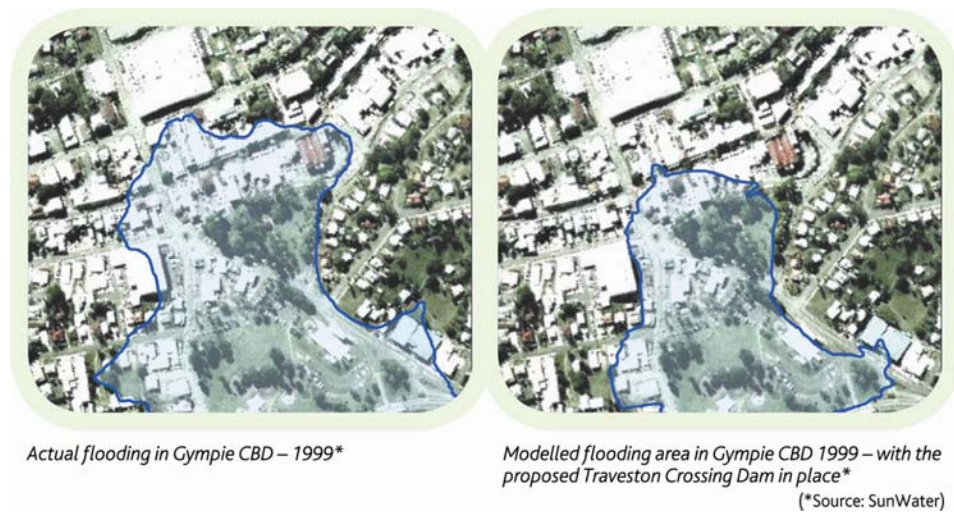 Actual flooding in Gympie CBD – 1999*
Modelled flooding area in Gympie CBD 1999 – with the
proposed Traveston Crossing Dam in place*
(*Source: SunWater)